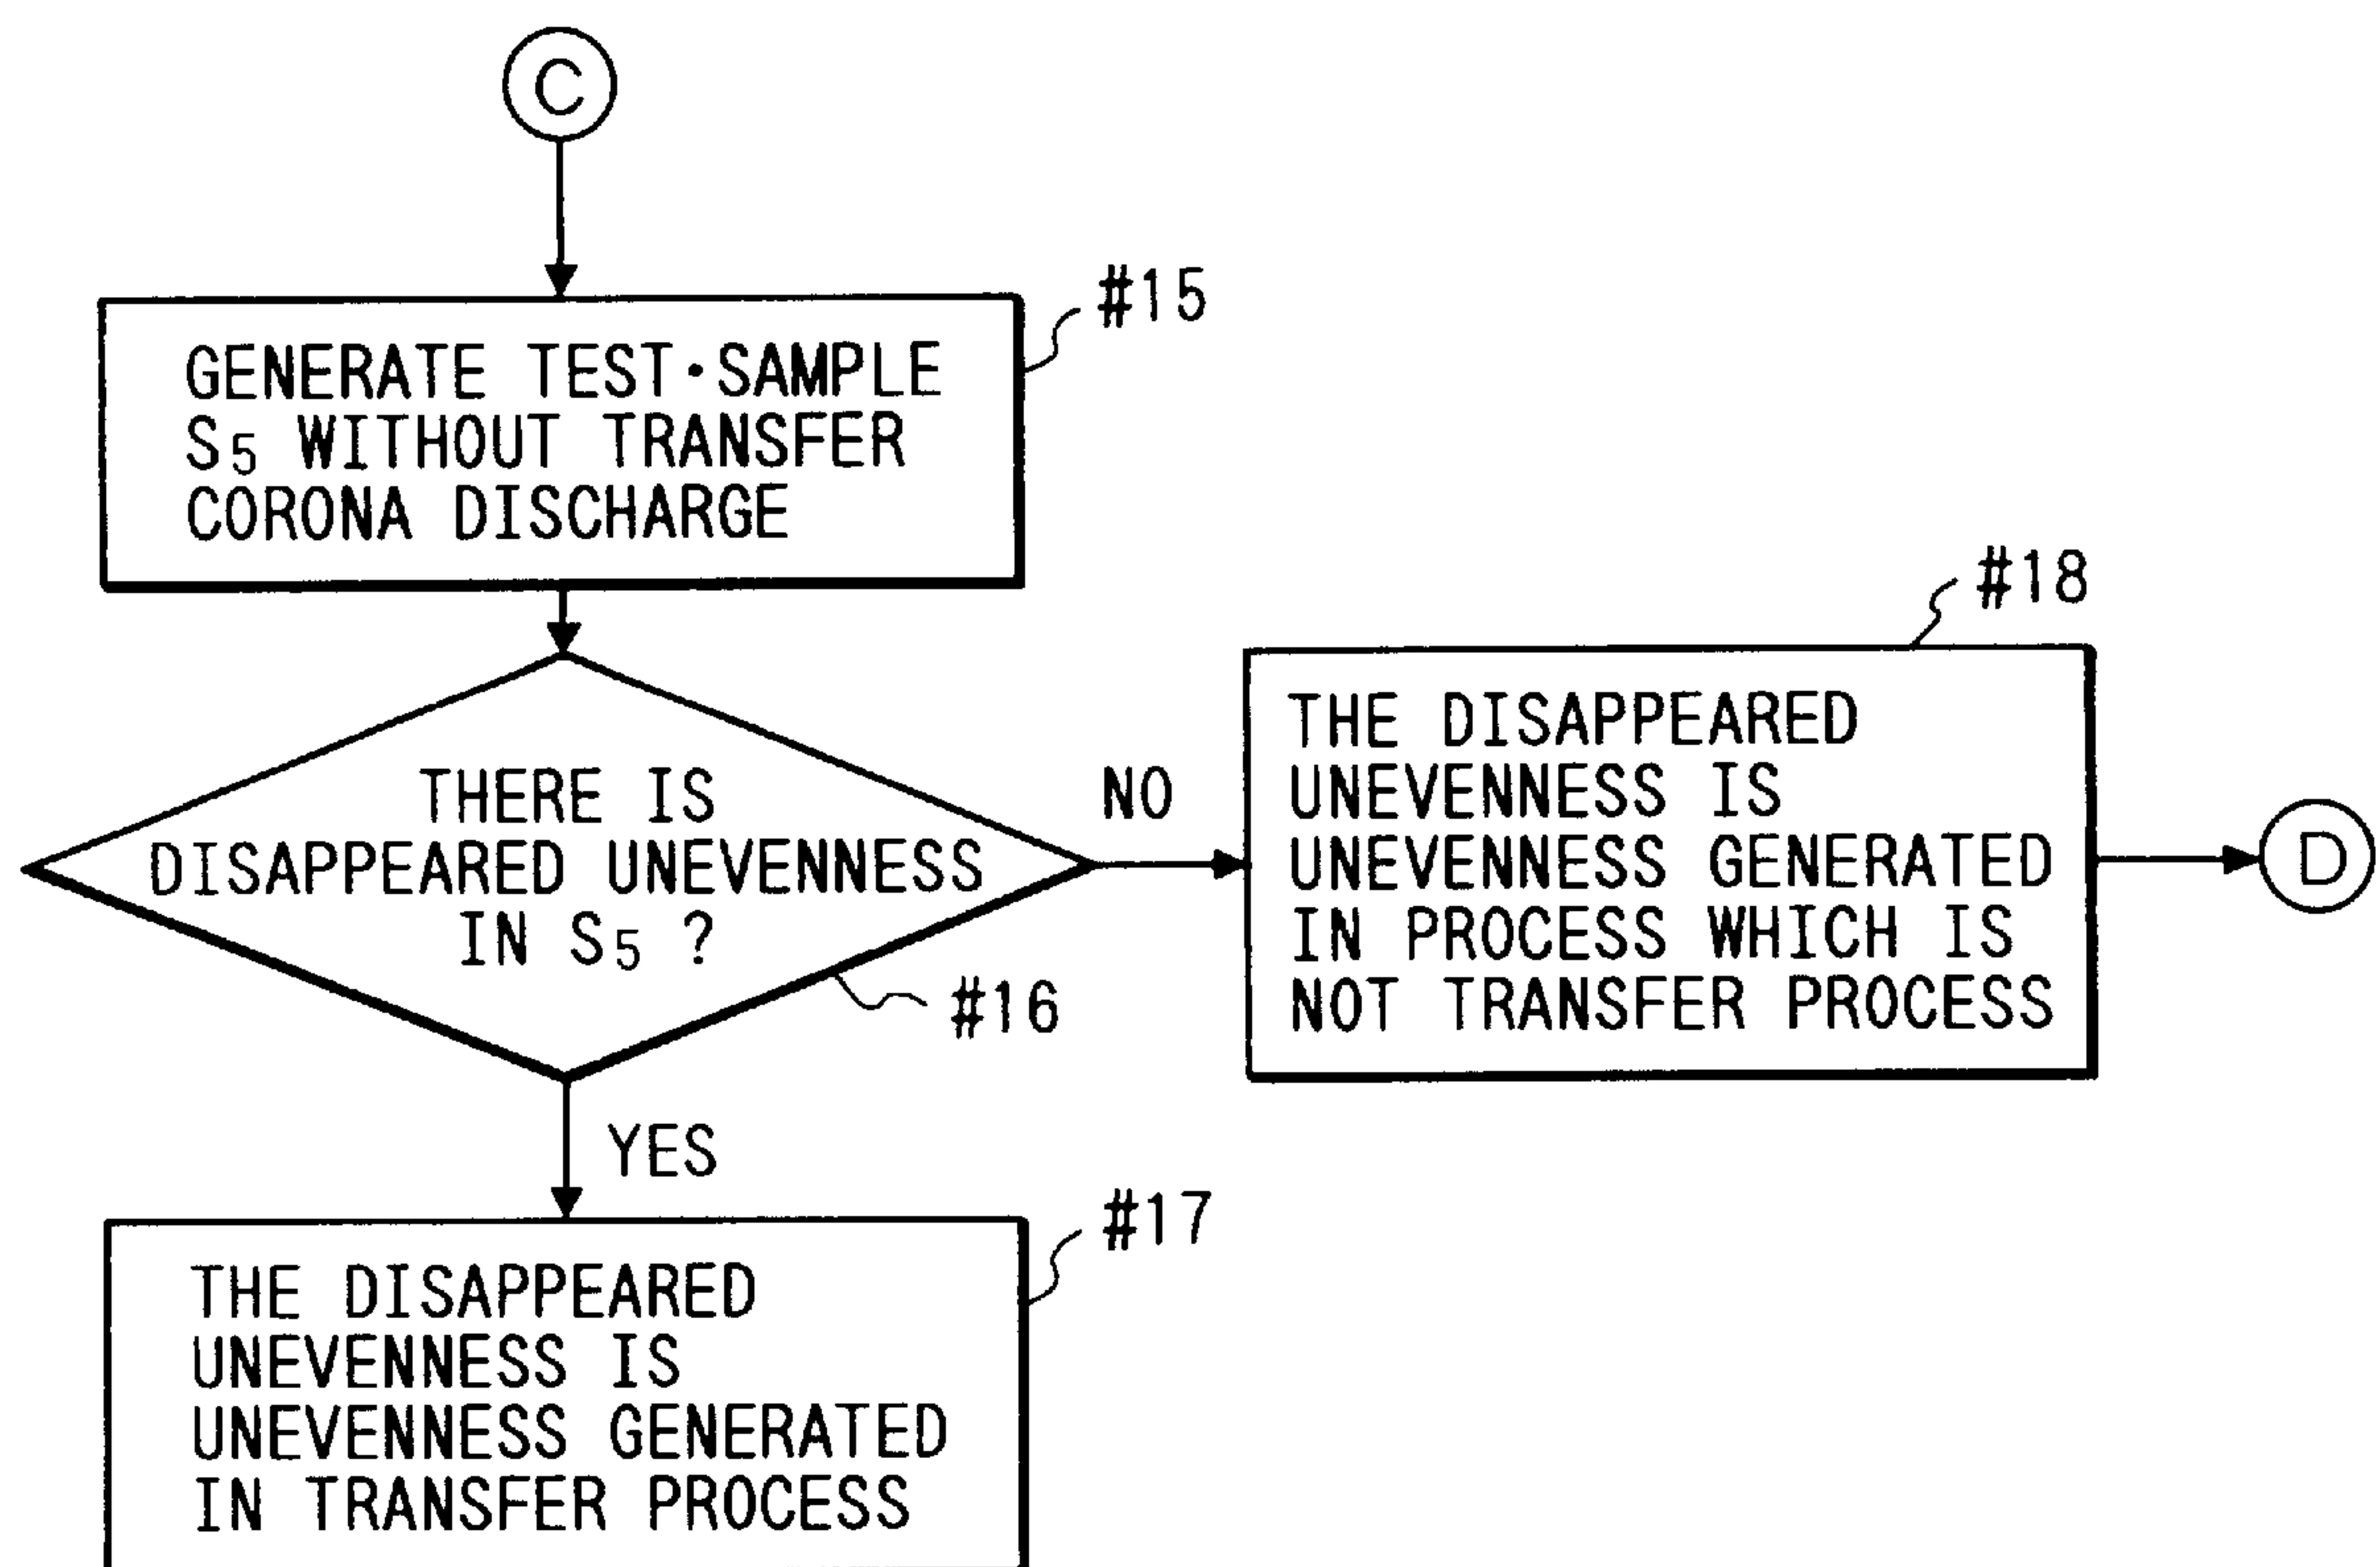 C
#15
GENERATE TEST·SAMPLE
S5 WITHOUT TRANSFER
CORONA DISCHARGE
THERE IS
DISAPPEARED UNEVENNESS
IN S5 ?
#16
NO
#18
THE DISAPPEARED
UNEVENNESS IS
UNEVENNESS GENERATED
IN PROCESS WHICH IS
NOT TRANSFER PROCESS
D
YES
#17
THE DISAPPEARED
UNEVENNESS IS
UNEVENNESS GENERATED
IN TRANSFER PROCESS